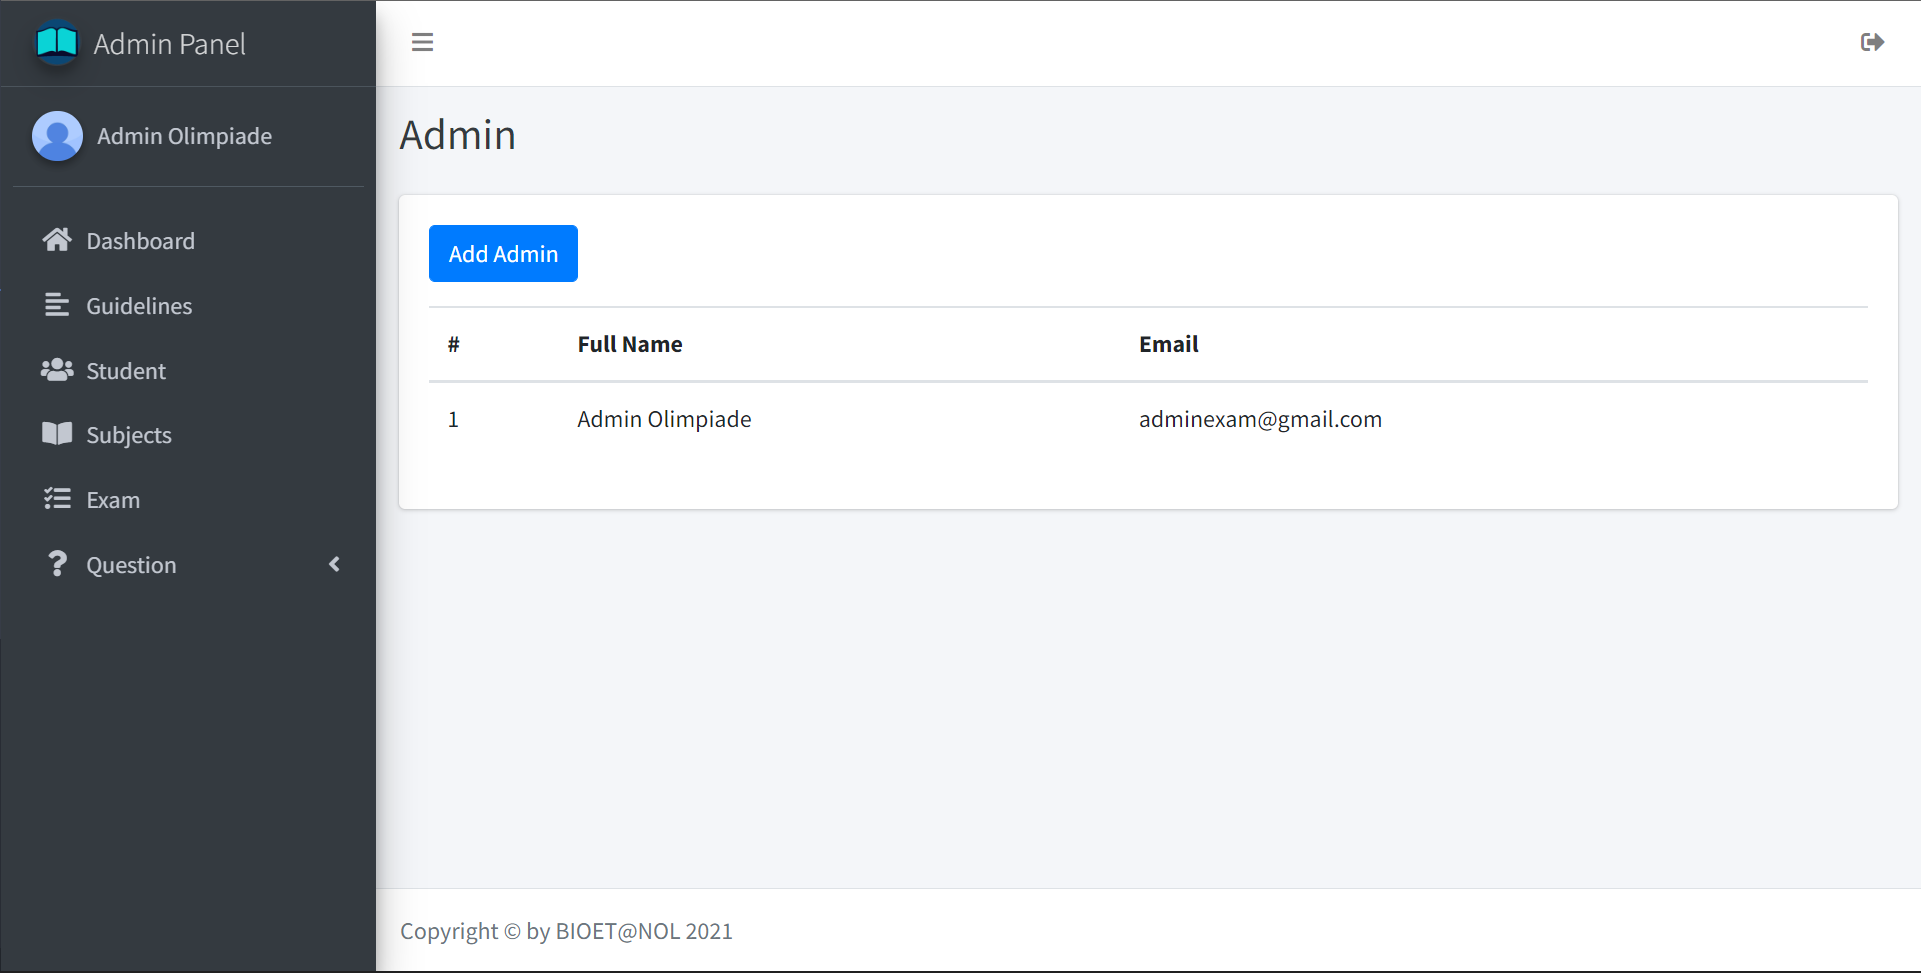 Admin Panel
Admin Olimpiade
Dashboard
Guidelines
Student
Subjects
Exam
Question
Admin
Add Admin
# Full Name Email
1 Admin Olimpiade adminexam@gmail.com
Copyright © by BIOET@NOL 2021